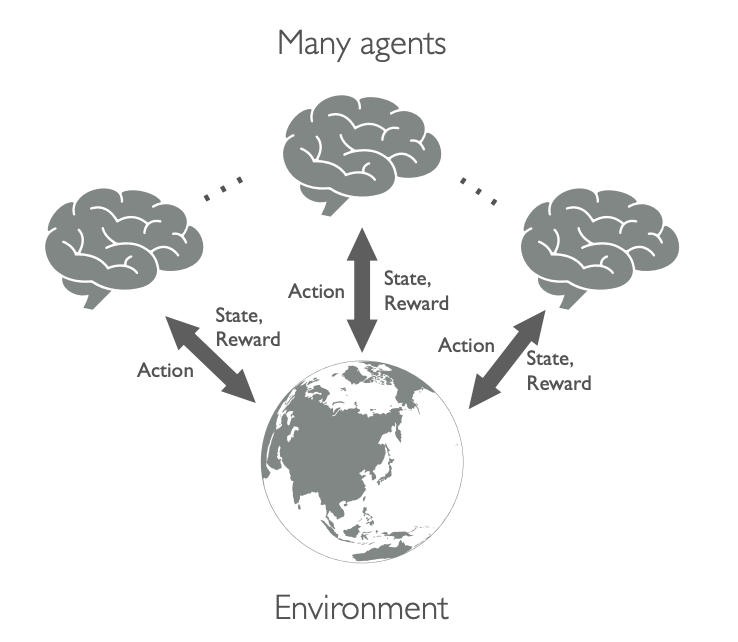 Many agents
Action
State,
Reward
State,
Reward
Action
Action
State,
Reward
Environment